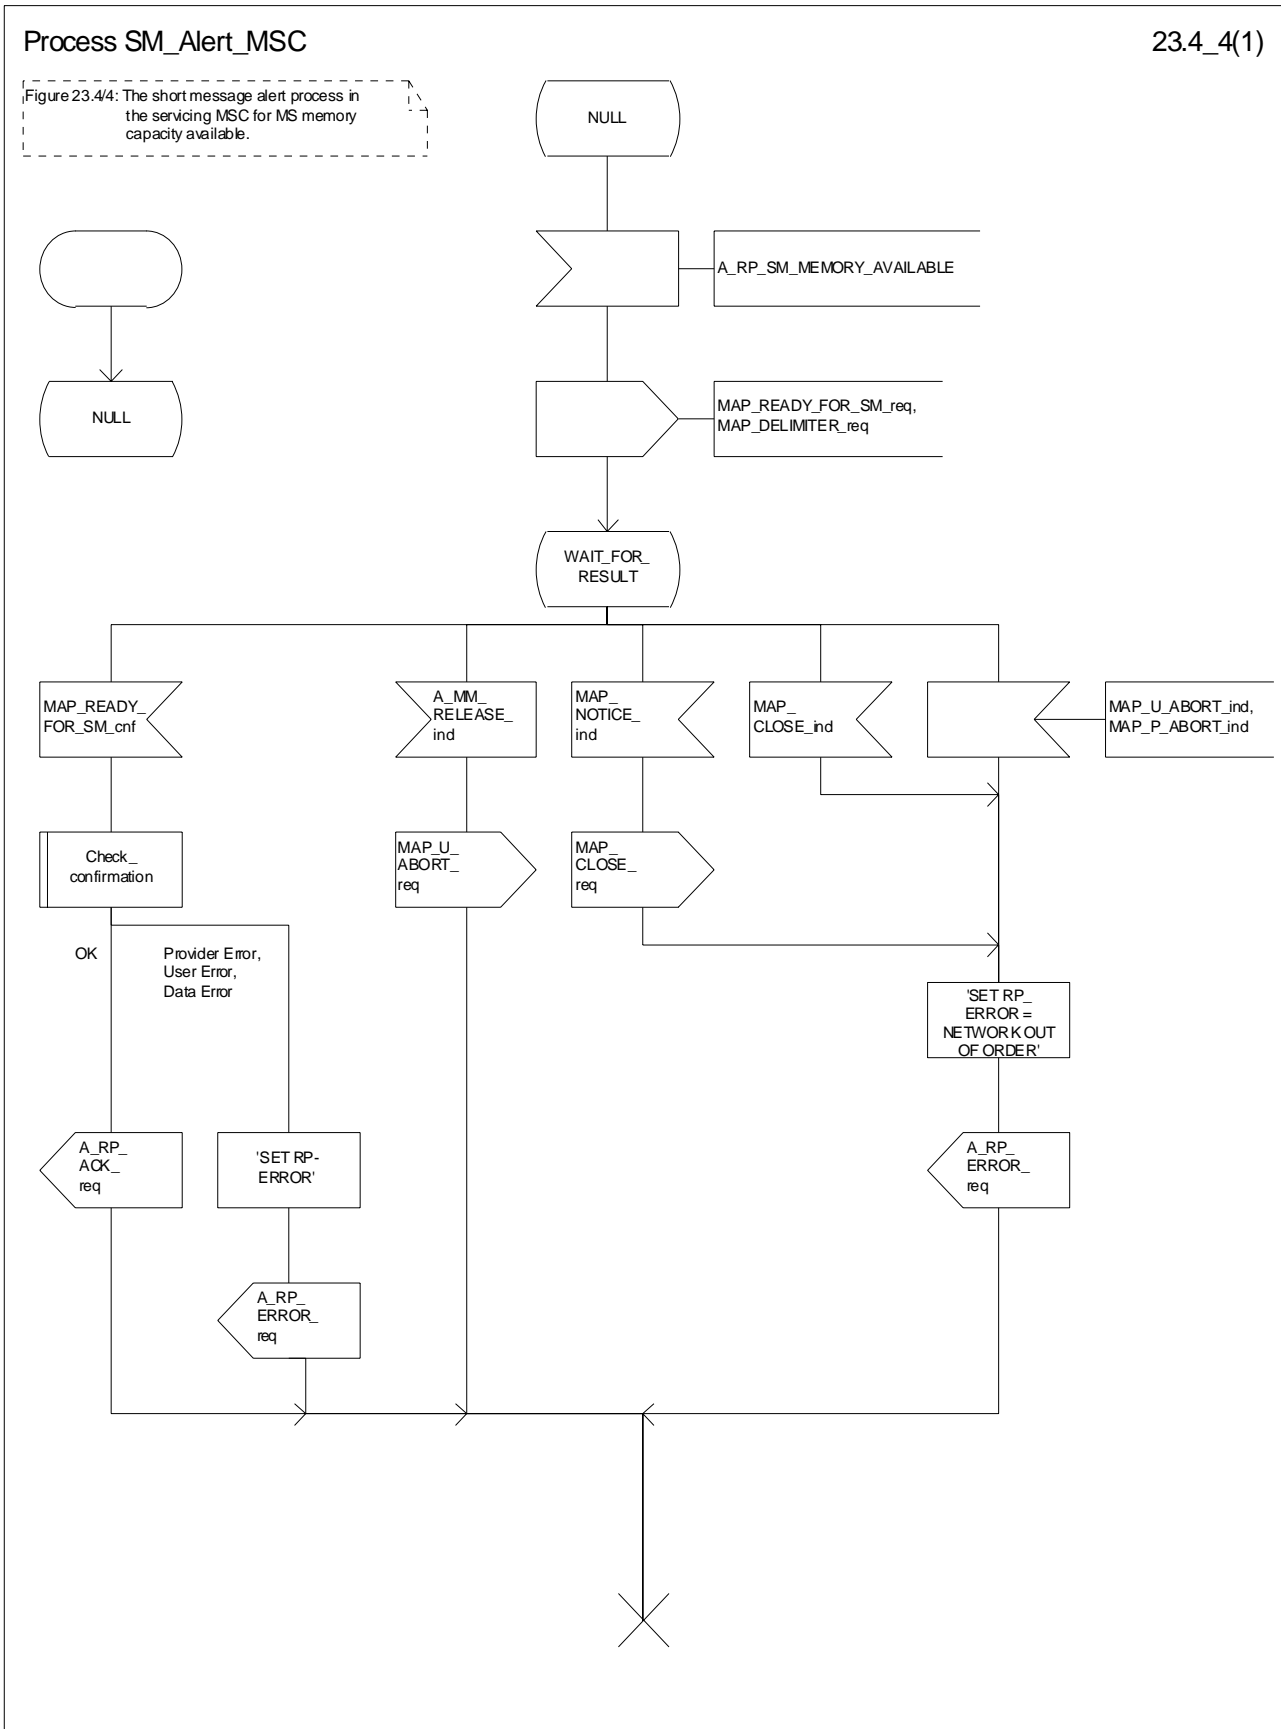 Process SM_Alert_MSC
23.4_4(1)
Figure 23.4/4: The short message alert process in
the servicing MSC for MS memory
capacity available.
NULL
A_RP_SM_MEMORY_AVAILABLE
NULL
MAP_READY_FOR_SM_req,
MAP_DELIMITER_req
WAIT_FOR_
RESULT
MAP_READY_
FOR_SM_cnf
A_MM_
RELEASE_
ind
MAP_
NOTICE_
ind
MAP_
CLOSE_ind
MAP_U_ABORT_ind,
MAP_P_ABORT_ind
Check_
confirmation
MAP_U_
ABORT_
req
MAP_
CLOSE_
req
OK
Provider Error,
User Error,
Data Error
'SET RP_
ERROR =
NETWORK OUT
OF ORDER'
A_RP_
ACK_
req
'SET RP-
ERROR'
A_RP_
ERROR_
req
A_RP_
ERROR_
req